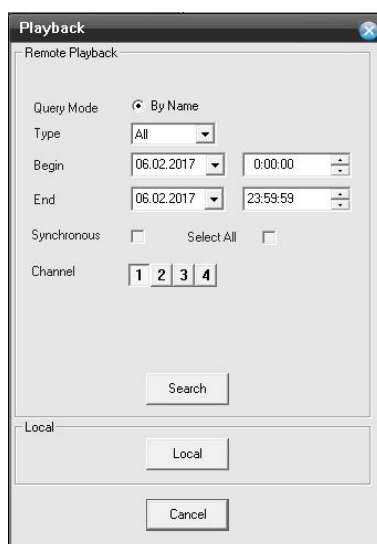 Playback
Remote Playback
Query Mode By Name
Type All
Begin 06.02.2017 0:00:00
End 06.02.2017 23:59:59
Synchronous Select All
Channel 1 2 3 4
Search
Local
Local
Cancel